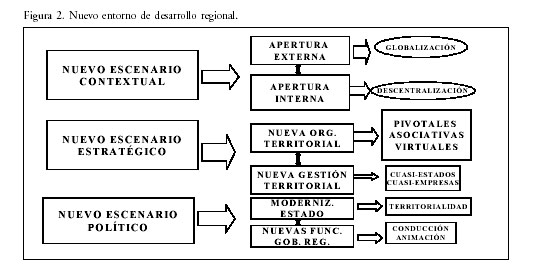 Figura 2. Nuevo entorno de desarrollo regional.
NUEVO ESCENARIO
CONTEXTUAL
APERTURA
EXTERNA
GLOBALIZACIÓN
APERTURA
INTERNA
DESCENTRALIZACIÓN
NUEVO ESCENARIO
ESTRATÉGICO
NUEVA ORG.
TERRITORIAL
PIVOTALES
ASOCIATIVAS
VIRTUALES
NUEVA GESTIÓN
TERRITORIAL
CUASI-ESTADOS
CUASI-EMPRESAS
NUEVO ESCENARIO
POLÍTICO
MODERNIZ.
ESTADO
TERRITORIALIDAD
NUEVAS FUNC.
GOB. REG.
CONDUCCIÓN
ANIMACIÓN